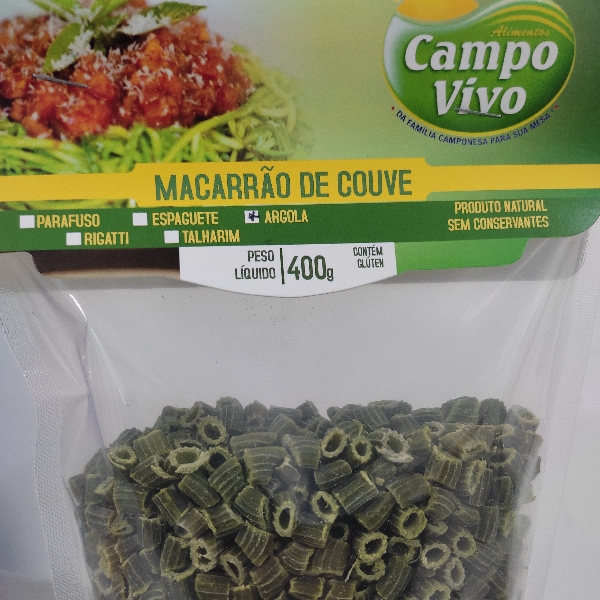 Alimentos
Campo
Vivo
"DA FAMÍLIA CAMPONESA PARA SUA MESA"
MACARRÃO DE COUVE
PARAFUSO ESPAGUETE ARGOLA
RIGATTI TALHARIM
PRODUTO NATURAL
SEM CONSERVANTES
PESO LÍQUIDO 400g
CONTÉM GLÚTEN